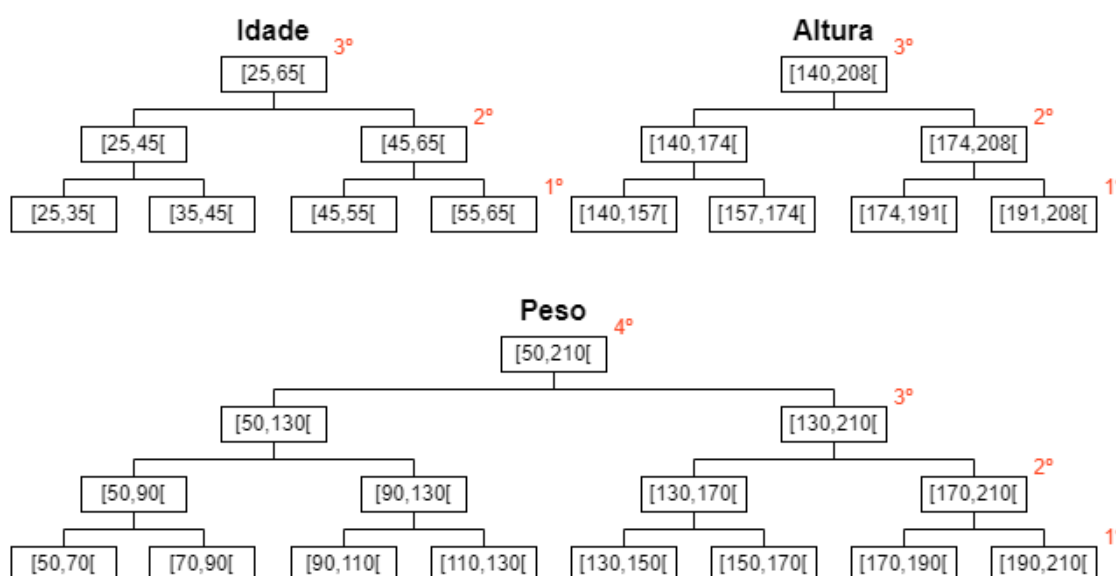 Idade Altura
3º 3º
[25,65[ [140,208[
2º 2º
[25,45[ [45,65[ [140,174[ [174,208[
1º 1º
[25,35[ [35,45[ [45,55[ [55,65[ [140,157[ [157,174[ [174,191[ [191,208[
Peso
4º
[50,210[
3º
[50,130[ [130,210[
2º
[50,90[ [90,130[ [130,170[ [170,210[
1º
[50,70[ [70,90[ [90,110[ [110,130[ [130,150[ [150,170[ [170,190[ [190,210[